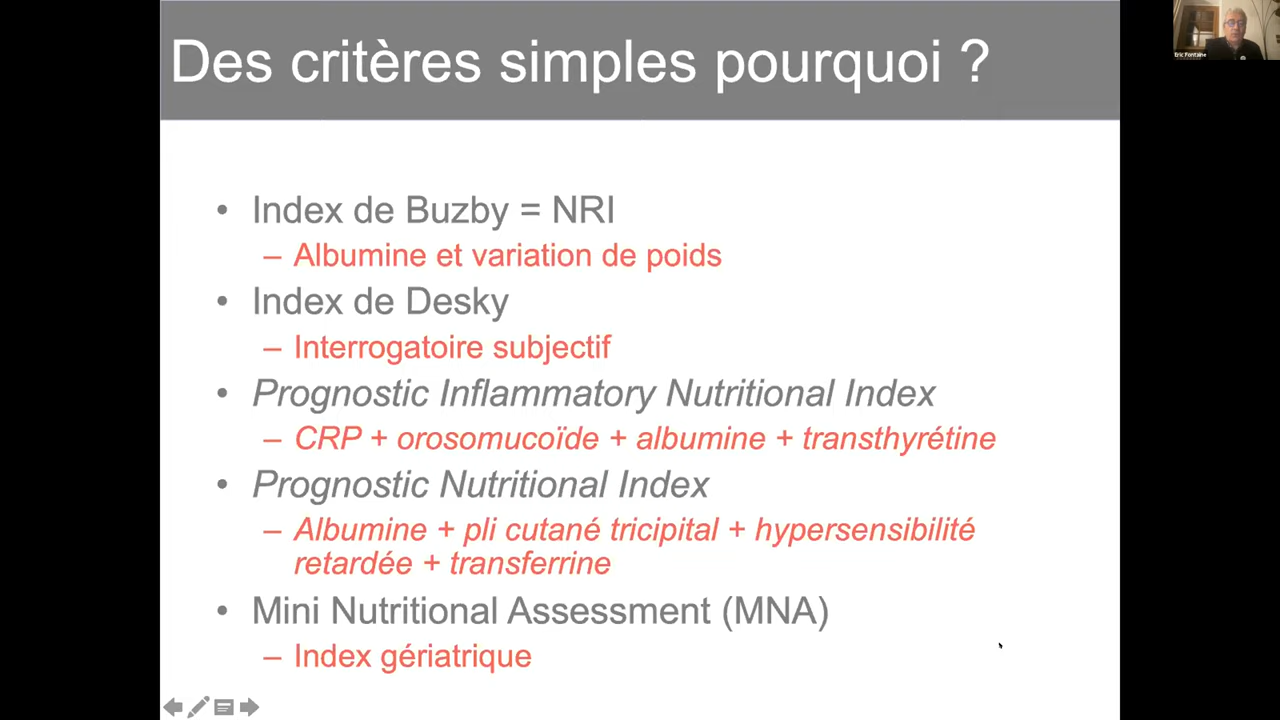 Des critères simples pourquoi ?
Eric Fontaine
• Index de Buzby = NRI
– Albumine et variation de poids
• Index de Desky
– Interrogatoire subjectif
• Prognostic Inflammatory Nutritional Index
– CRP + orosomucoïde + albumine + transthyrétine
• Prognostic Nutritional Index
– Albumine + pli cutané tricipital + hypersensibilité
retardée + transferrine
• Mini Nutritional Assessment (MNA)
– Index gériatrique